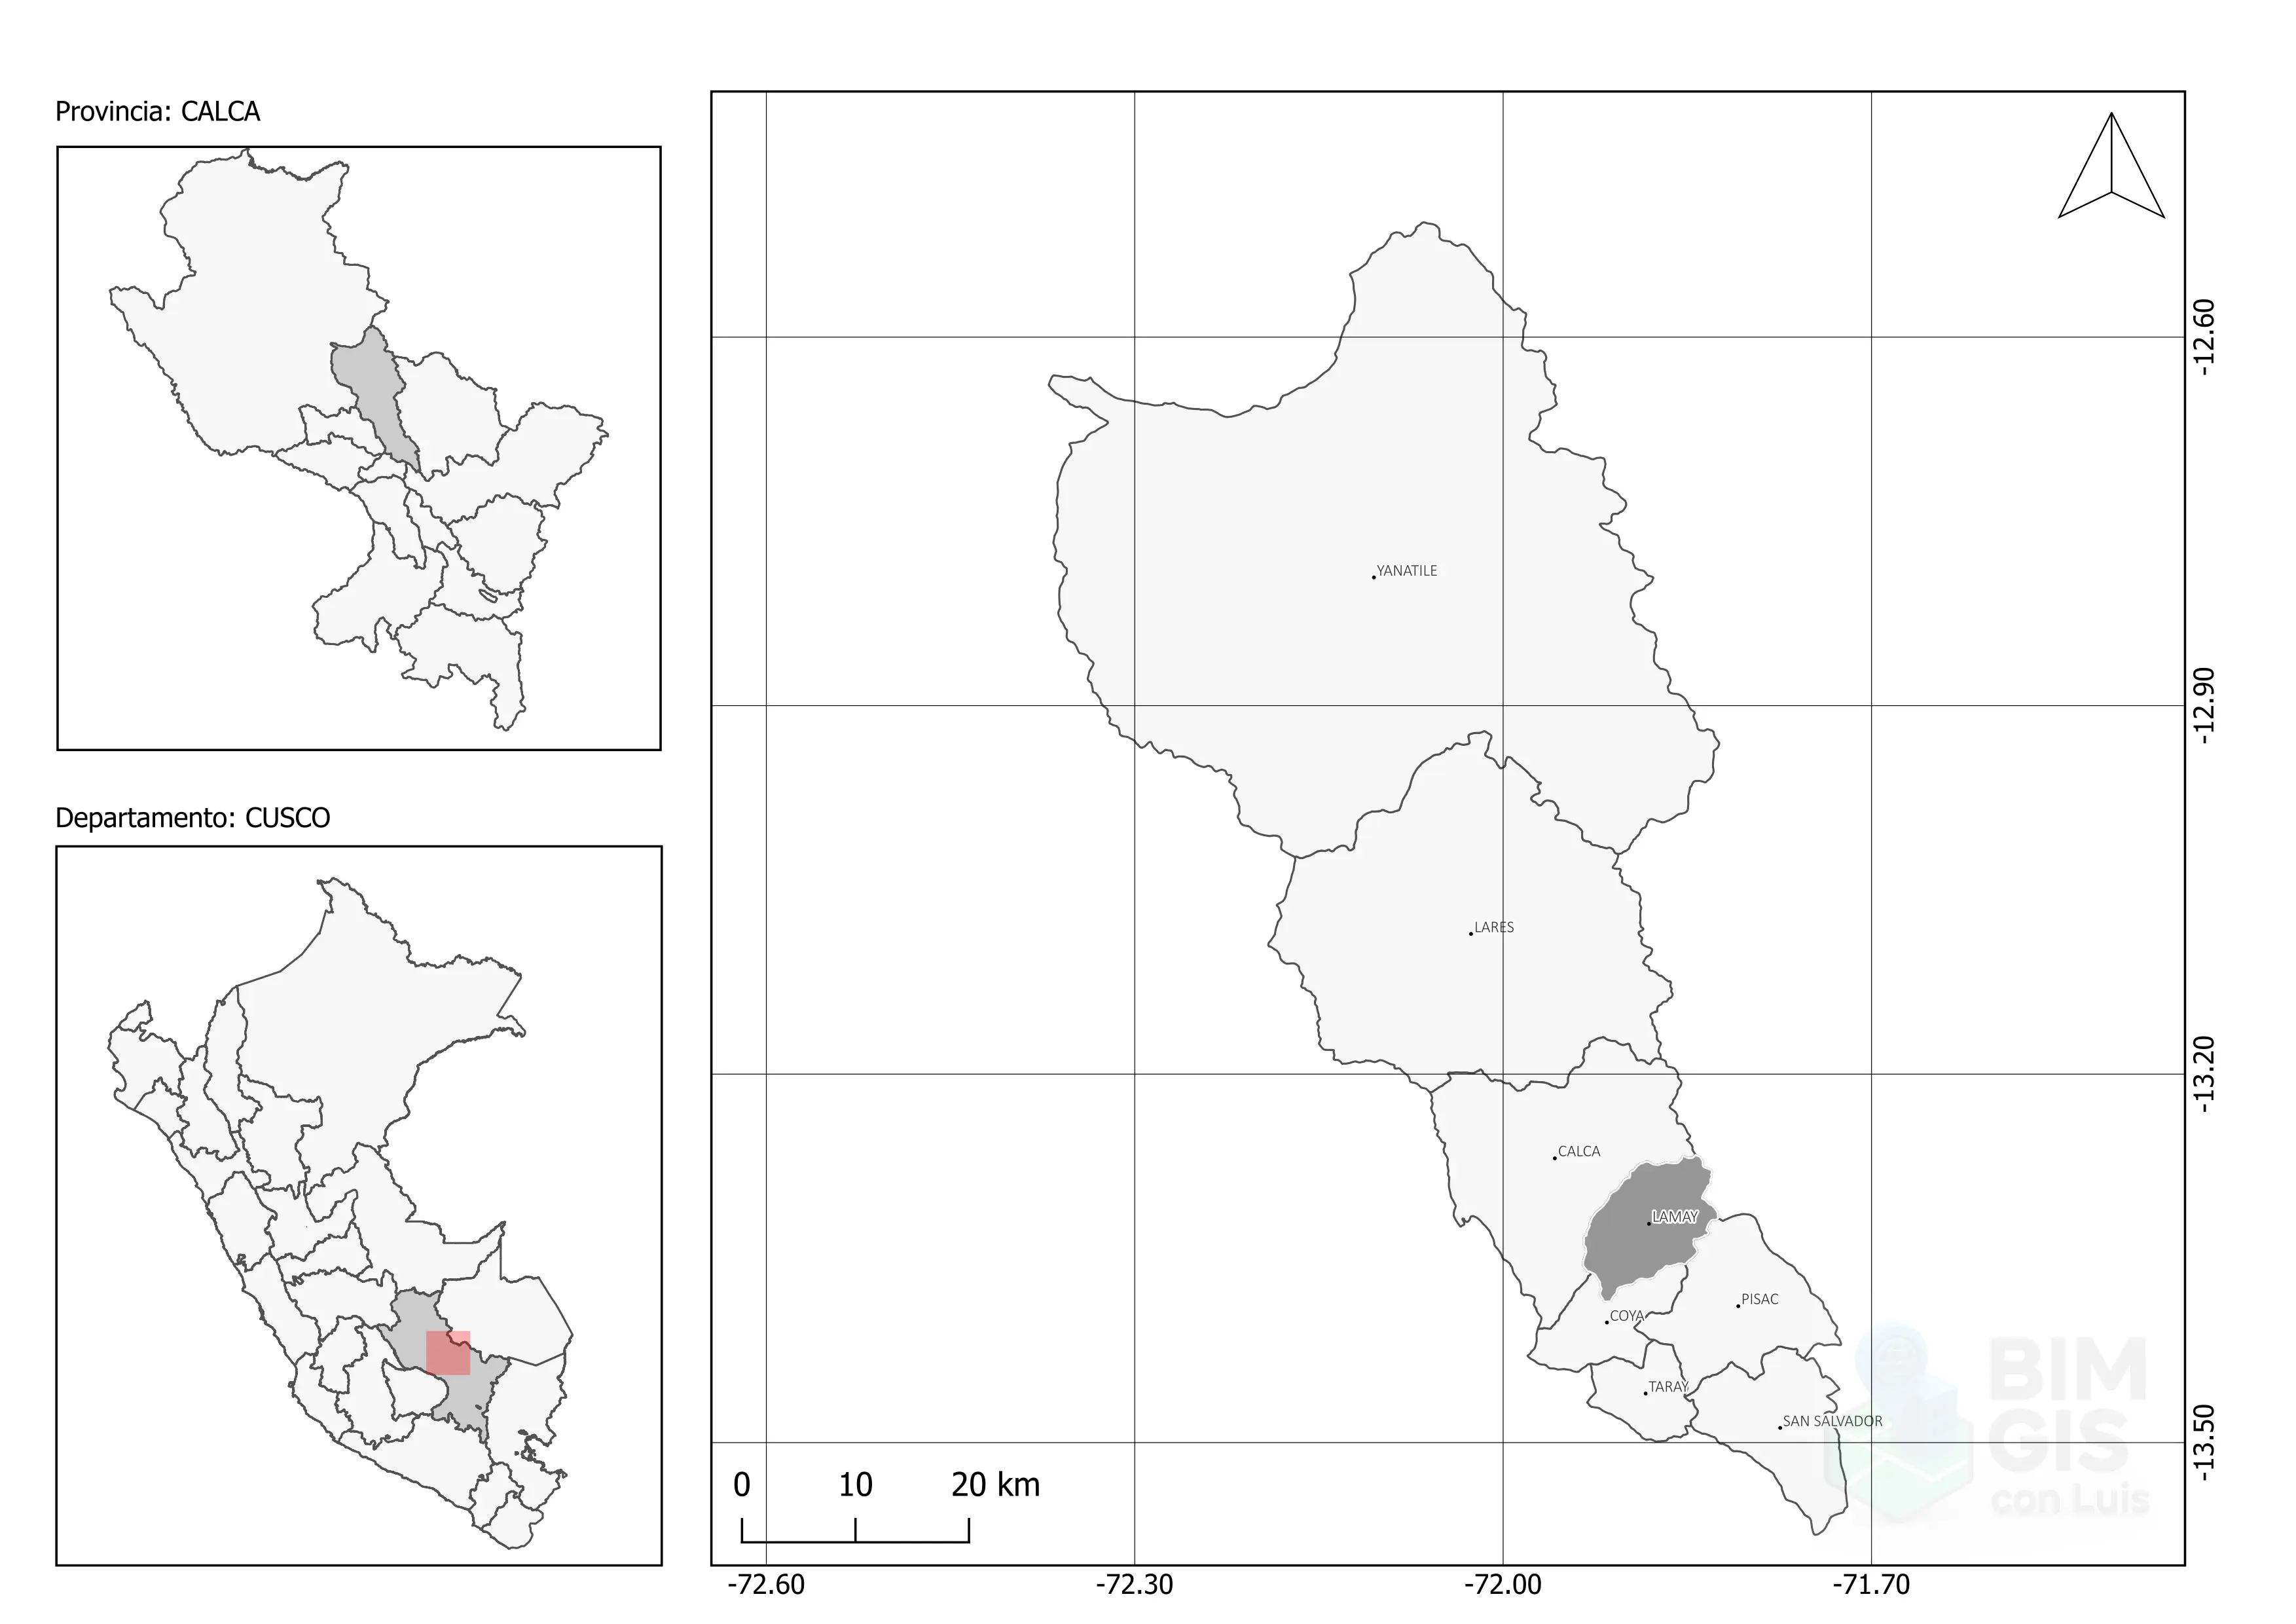 Provincia: CALCA
Departamento: CUSCO
YANATILE
LARES
CALCA
LAMAY
PISAC
COYA
TARAY
SAN SALVADOR
0 10 20 km
-72.60 -72.30 -72.00 -71.70
-12.60
-12.90
-13.20
-13.50
BIM
GIS
con Luis